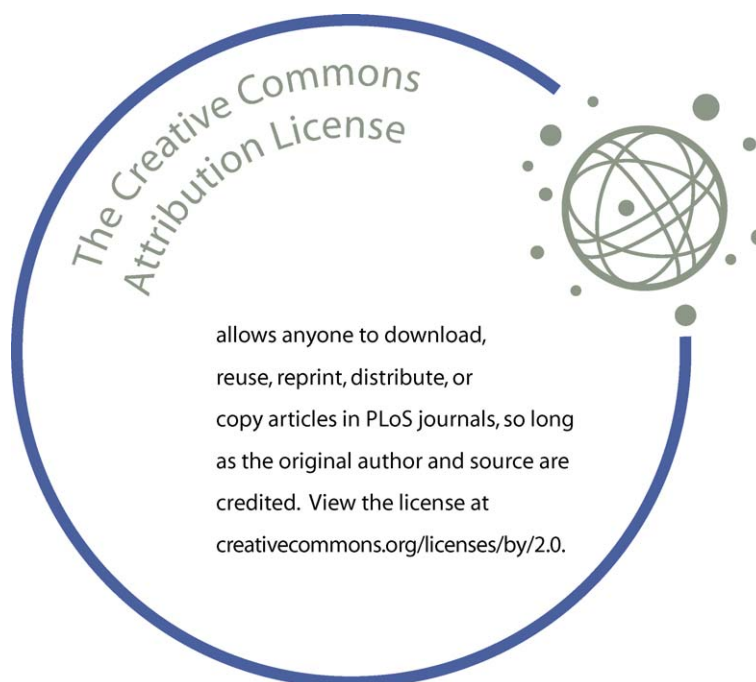 The Creative Commons
Attribution License
allows anyone to download,
reuse, reprint, distribute, or
copy articles in PLoS journals, so long
as the original author and source are
credited. View the license at
creativecommons.org/licenses/by/2.0.